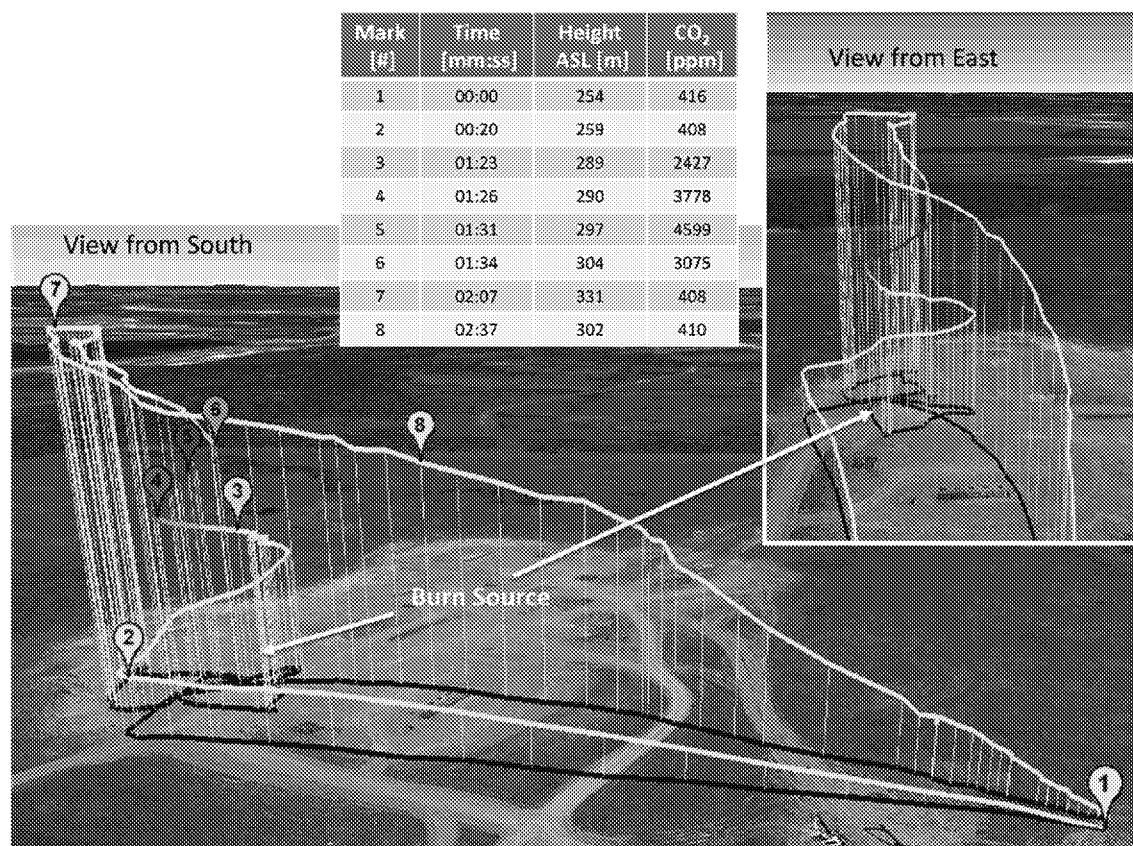 Mark [#] Time [mm:ss] Height ASL [m] CO₂ [ppm]
1 00:00 254 416
2 00:20 259 408
3 01:23 289 2427
4 01:26 290 3778
5 01:31 297 4599
6 01:34 304 3075
7 02:07 331 408
8 02:37 302 410
View from East
View from South
7
6
8
5
4
3
Burn Source
2
1